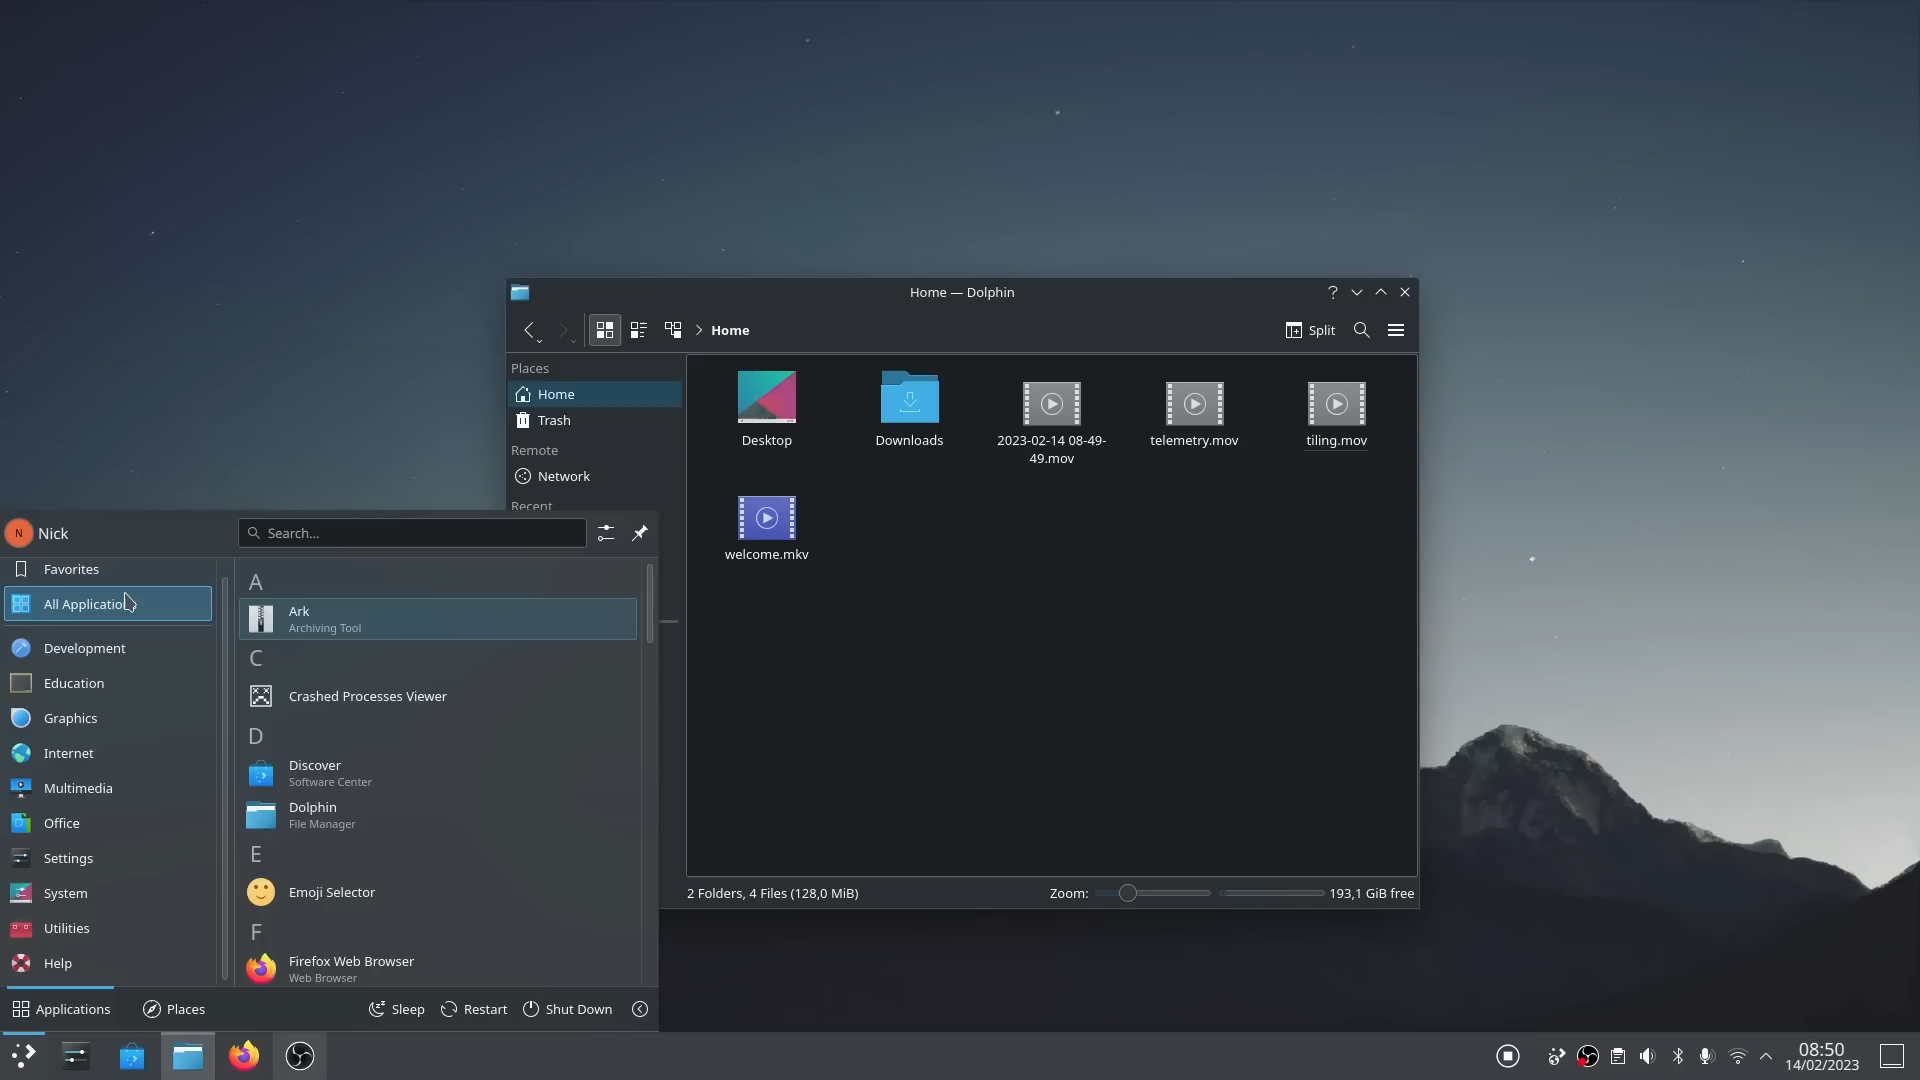 Home — Dolphin
Home
Split
Places
Home
Trash
Remote
Network
Recent
Desktop
Downloads
2023-02-14 08-49-
49.mov
telemetry.mov
tiling.mov
welcome.mkv
2 Folders, 4 Files (128,0 MiB)
Zoom:
193,1 GiB free
N
Nick
Search...
Favorites
All Application
Development
Education
Graphics
Internet
Multimedia
Office
Settings
System
Utilities
Help
A
Ark
Archiving Tool
C
Crashed Processes Viewer
D
Discover
Software Center
Dolphin
File Manager
E
Emoji Selector
F
Firefox Web Browser
Web Browser
Applications
Places
Sleep
Restart
Shut Down
08:50
14/02/2023